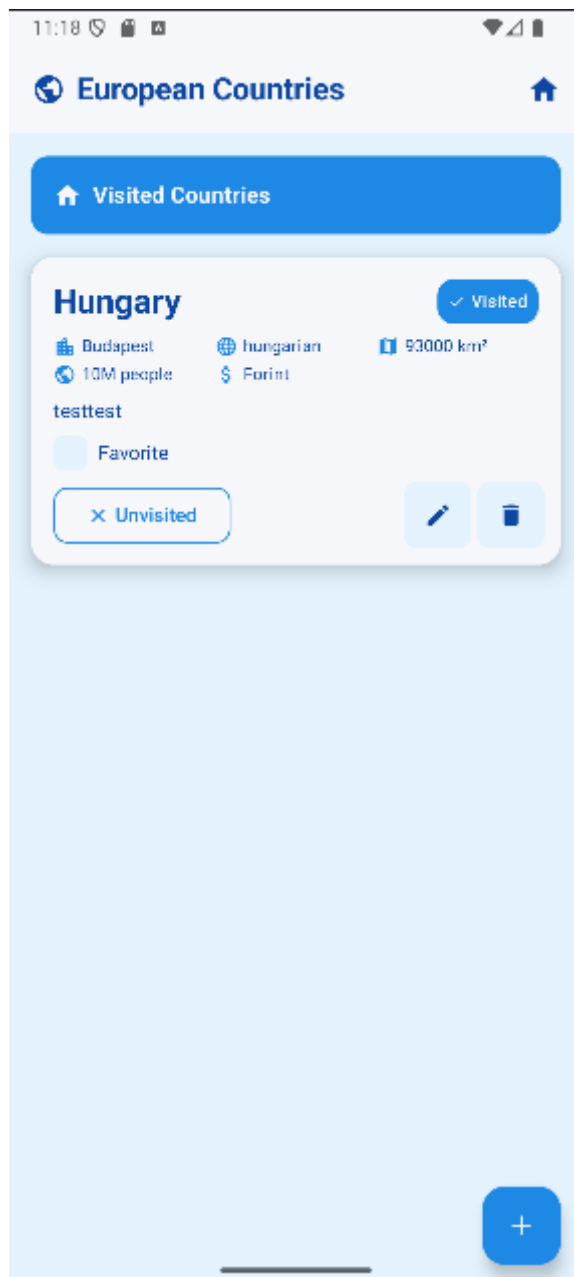 11:18
European Countries
Visited Countries
Hungary
Visited
Budapest hungarian 93000 km²
10M people $ Forint
testtest
Favorite
Unvisited